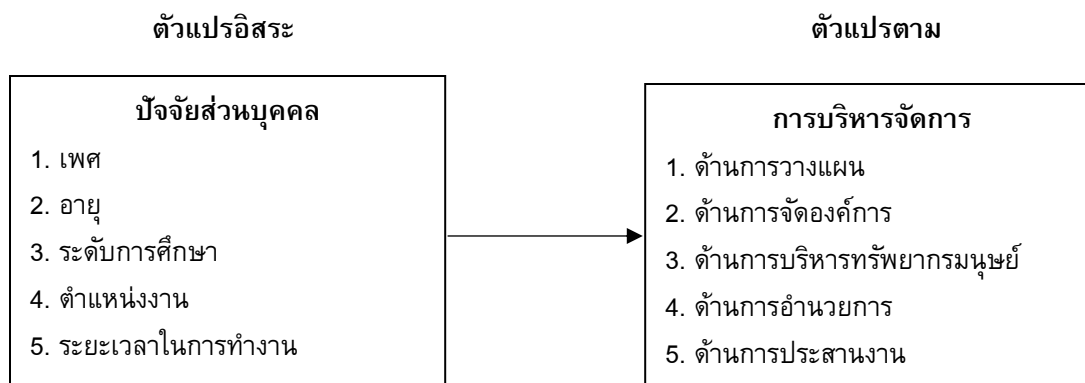 ตัวแปรอิสระ
ตัวแปรตาม
ปัจจัยส่วนบุคคล
1. เพศ
2. อายุ
3. ระดับการศึกษา
4. ตำแหน่งงาน
5. ระยะเวลาในการทำงาน
การบริหารจัดการ
1. ด้านการวางแผน
2. ด้านการจัดองค์การ
3. ด้านการบริหารทรัพยากรมนุษย์
4. ด้านการอำนวยการ
5. ด้านการประสานงาน